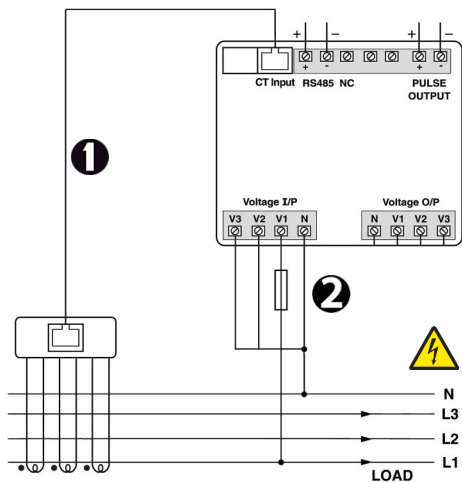 + − + −
+ - + -
CT Input RS485 NC PULSE
OUTPUT
1
Voltage I/P Voltage O/P
V3 V2 V1 N N V1 V2 V3
2
N
L3
L2
L1
LOAD